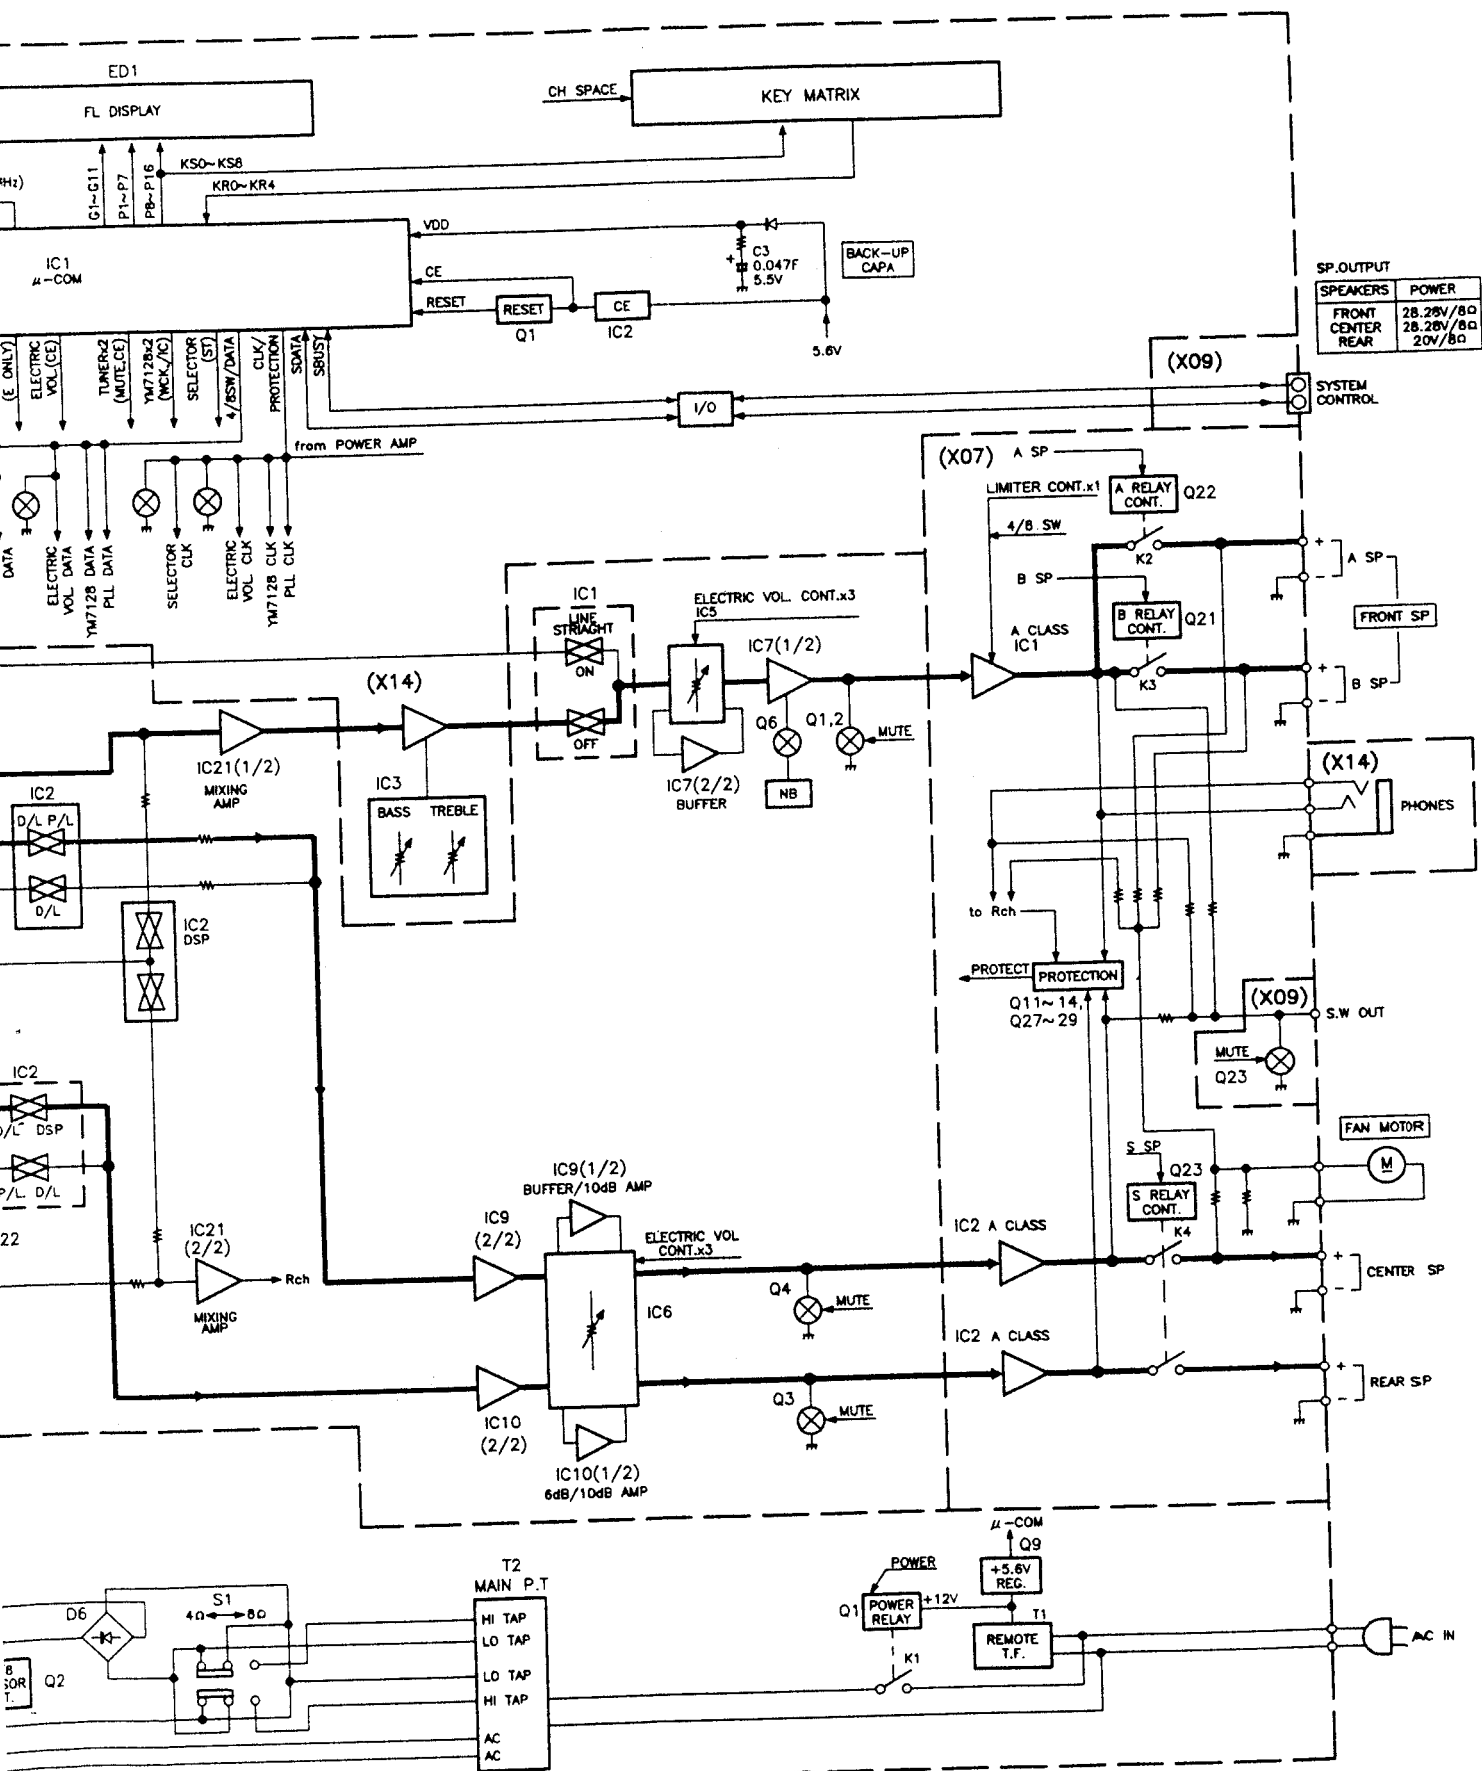 ED1
FL DISPLAY
CH SPACE
KEY MATRIX
KS0~KS8
KR0~KR4
G1~G11
P1~P7
P8~P16
IC1
μ-COM
VDD
CE
RESET
RESET
Q1
CE
IC2
C3
0.047F
5.5V
+
BACK-UP
CAPA
5.6V
SP.OUTPUT
SPEAKERS POWER
FRONT 28.28V/8Ω
CENTER 28.28V/8Ω
REAR 20V/8Ω
(E ONLY)
ELECTRIC
VOL.(CE)
TUNERx2
(MUTE,CE)
YM7128x2
(WCK,/IC)
SELECTOR
(ST)
4/8SW/DATA
CLK/
PROTECTION
SDATA
SBUSY
I/O
(X09)
SYSTEM
CONTROL
from POWER AMP
DATA
ELECTRIC
VOL DATA
YM7128 DATA
PLL DATA
SELECTOR
CLK
ELECTRIC
VOL CLK
YM7128 CLK
PLL CLK
(X07)
A SP
LIMITER CONT.x1
A RELAY
CONT.
Q22
4/8 SW
K2
B SP
B RELAY
CONT.
Q21
K3
A CLASS
IC1
+
-
A SP
FRONT SP
+
-
B SP
IC1
LINE
STRIAGHT
ON
OFF
ELECTRIC VOL. CONT.x3
IC5
IC7(1/2)
Q6
Q1,2
MUTE
NB
IC7(2/2)
BUFFER
(X14)
IC21(1/2)
MIXING
AMP
IC3
BASS TREBLE
IC2
D/L P/L
D/L
IC2
DSP
(X14)
PHONES
to Rch
PROTECT
PROTECTION
Q11~14,
Q27~29
(X09)
S.W OUT
MUTE
Q23
IC2
D/L DSP
P/L D/L
22
IC21
(2/2)
Rch
MIXING
AMP
FAN MOTOR
M
S SP
Q23
S RELAY
CONT.
K4
IC9(1/2)
BUFFER/10dB AMP
IC9
(2/2)
ELECTRIC VOL
CONT.x3
IC6
Q4
MUTE
IC2 A CLASS
+
-
CENTER SP
IC2 A CLASS
IC10
(2/2)
Q3
MUTE
+
-
REAR SP
IC10(1/2)
6dB/10dB AMP
μ-COM
Q9
+5.6V
REG.
POWER
Q1
POWER
RELAY
+12V
T1
REMOTE
T.F.
K1
AC IN
T2
MAIN P.T
HI TAP
LO TAP
LO TAP
HI TAP
AC
AC
D6
S1
4Ω 8Ω
Q2